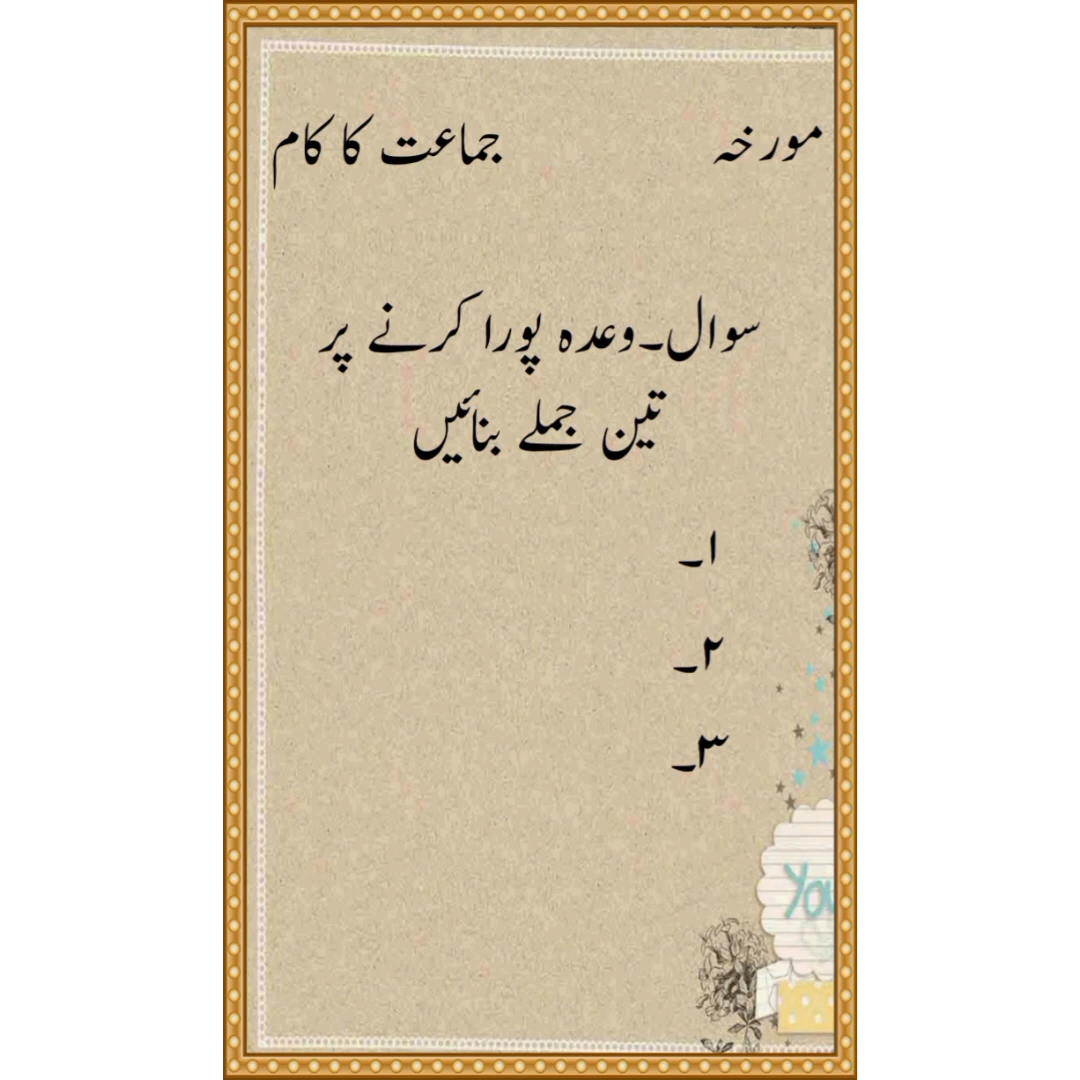 مورخہ جماعت کا کام
سوال۔وعدہ پورا کرنے پر
تین جملے بنائیں
۱۔
۲۔
۳۔